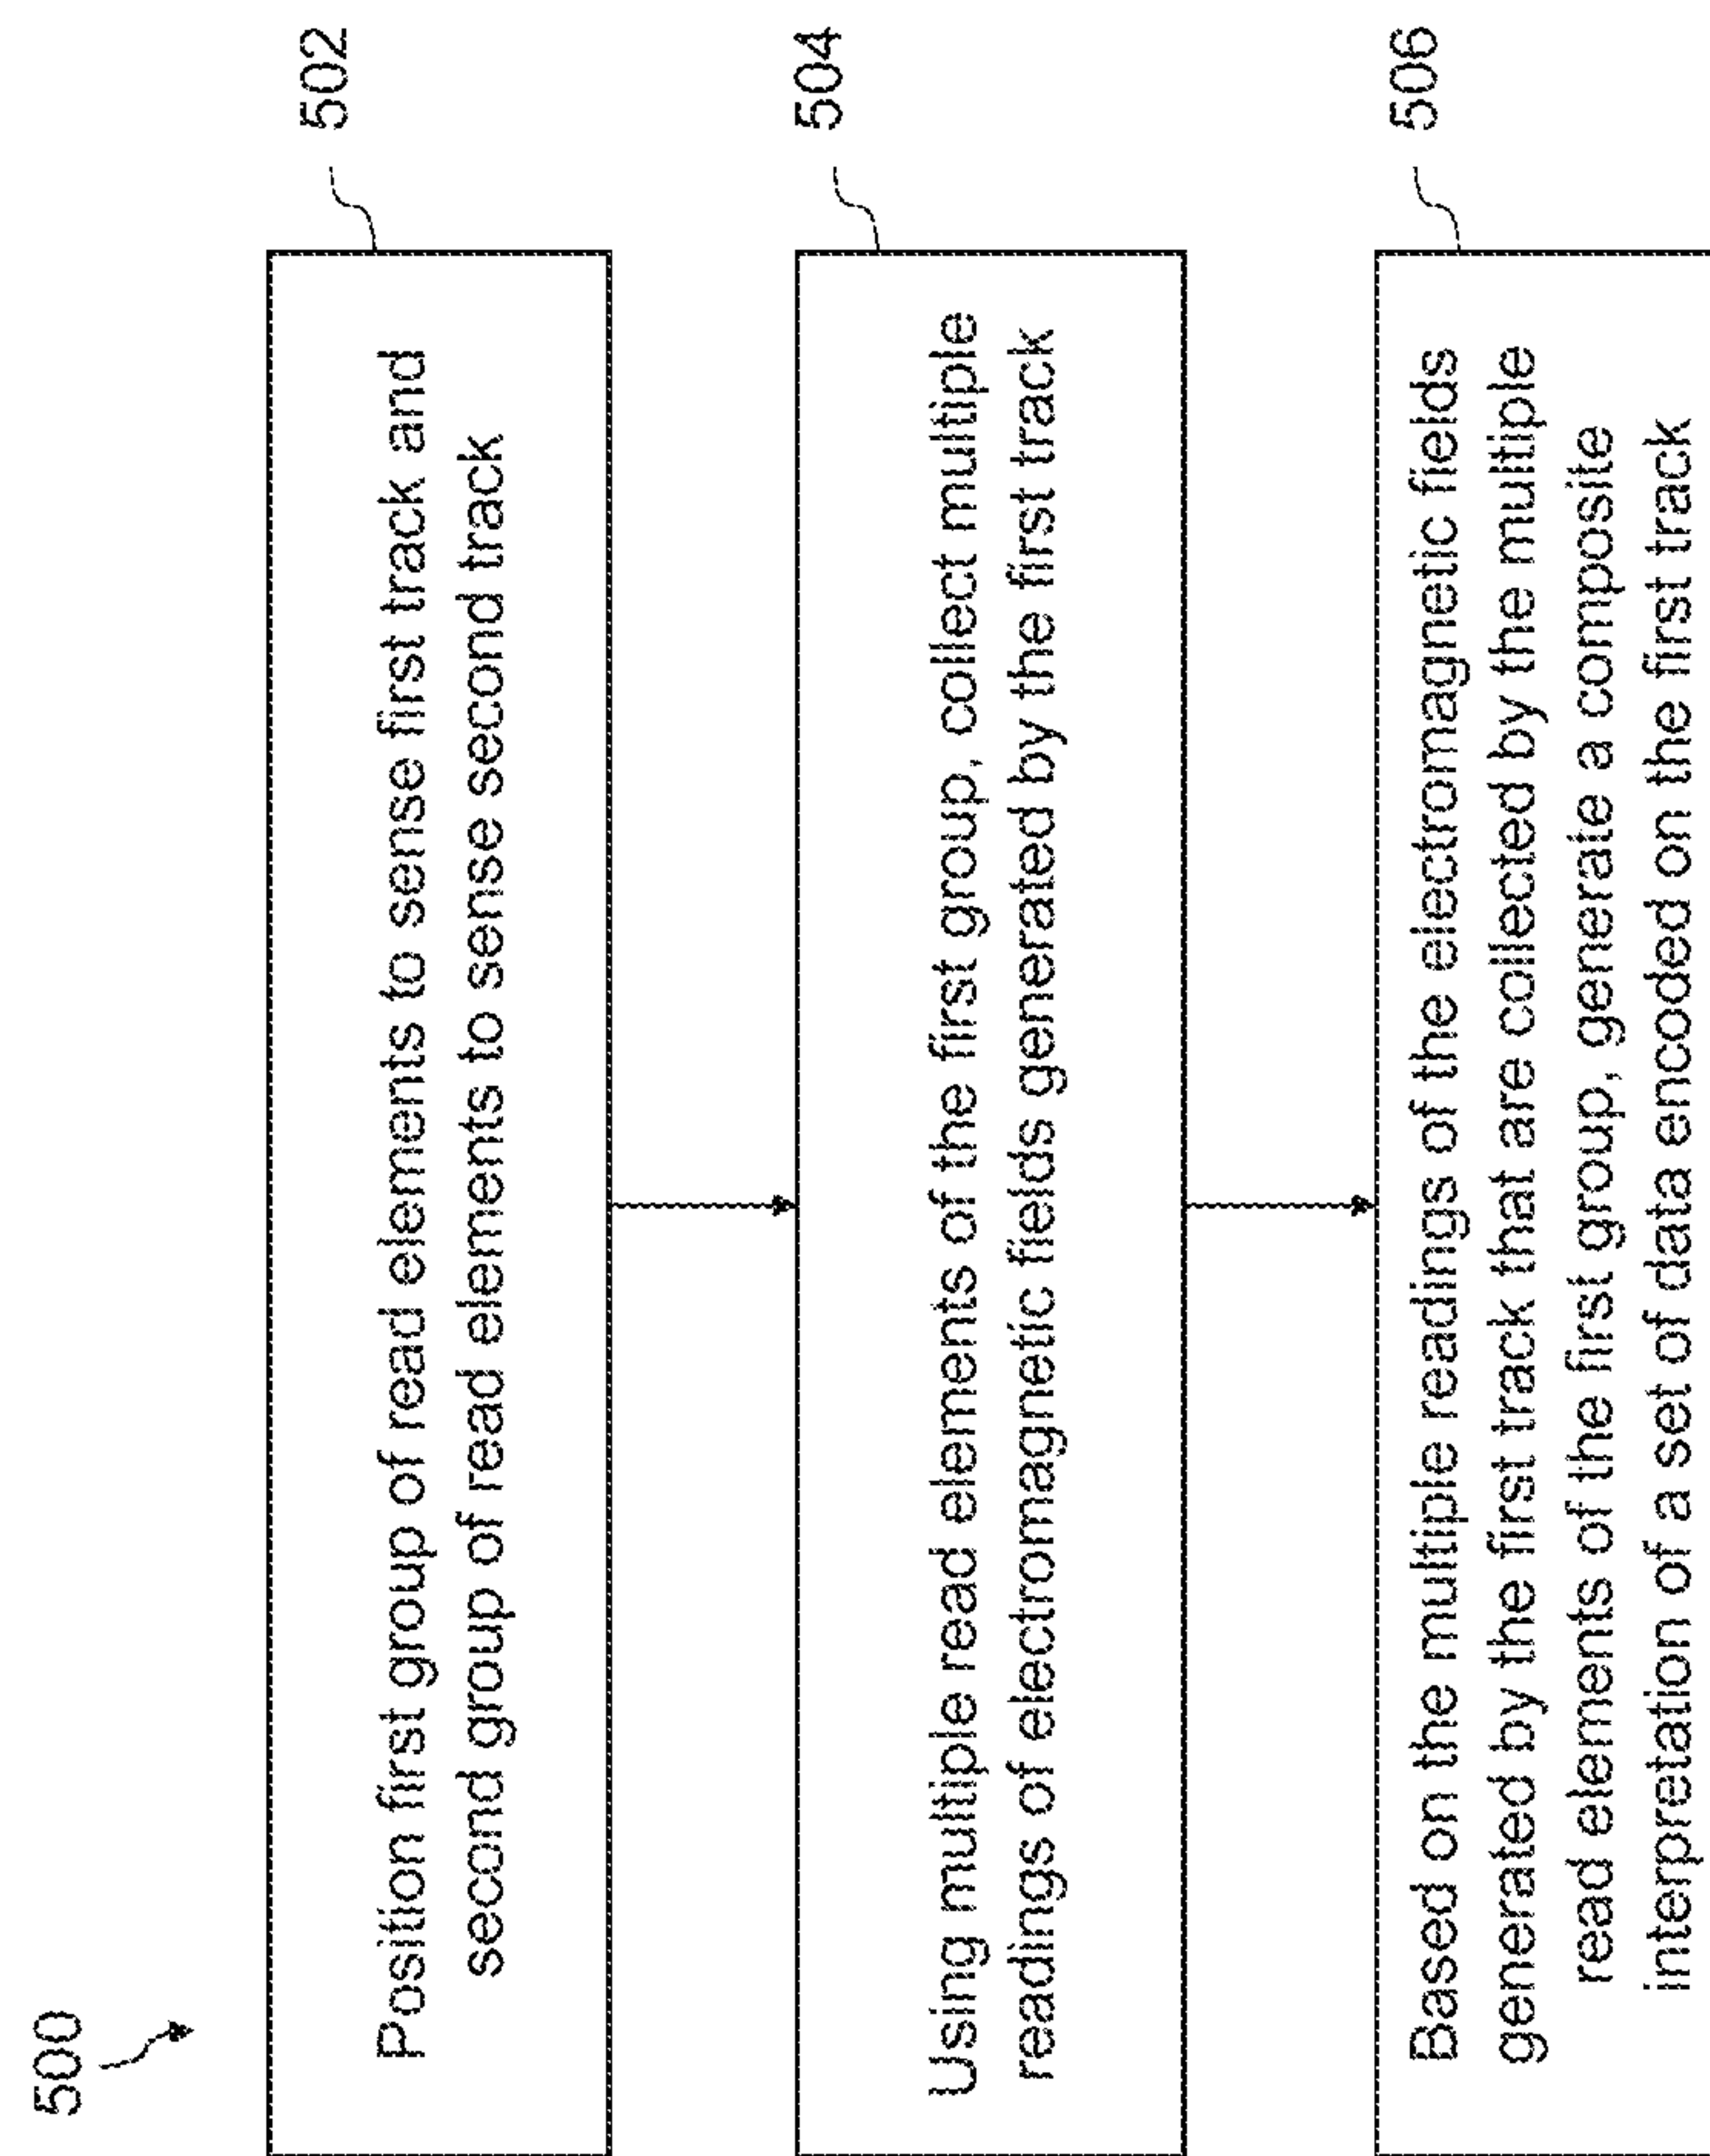 500
502
Position first group of read elements to sense first track and
second group of read elements to sense second track
504
Using multiple read elements of the first group, collect multiple
readings of electromagnetic fields generated by the first track
506
Based on the multiple readings of the electromagnetic fields
generated by the first track that are collected by the multiple
read elements of the first group, generate a composite
interpretation of a set of data encoded on the first track